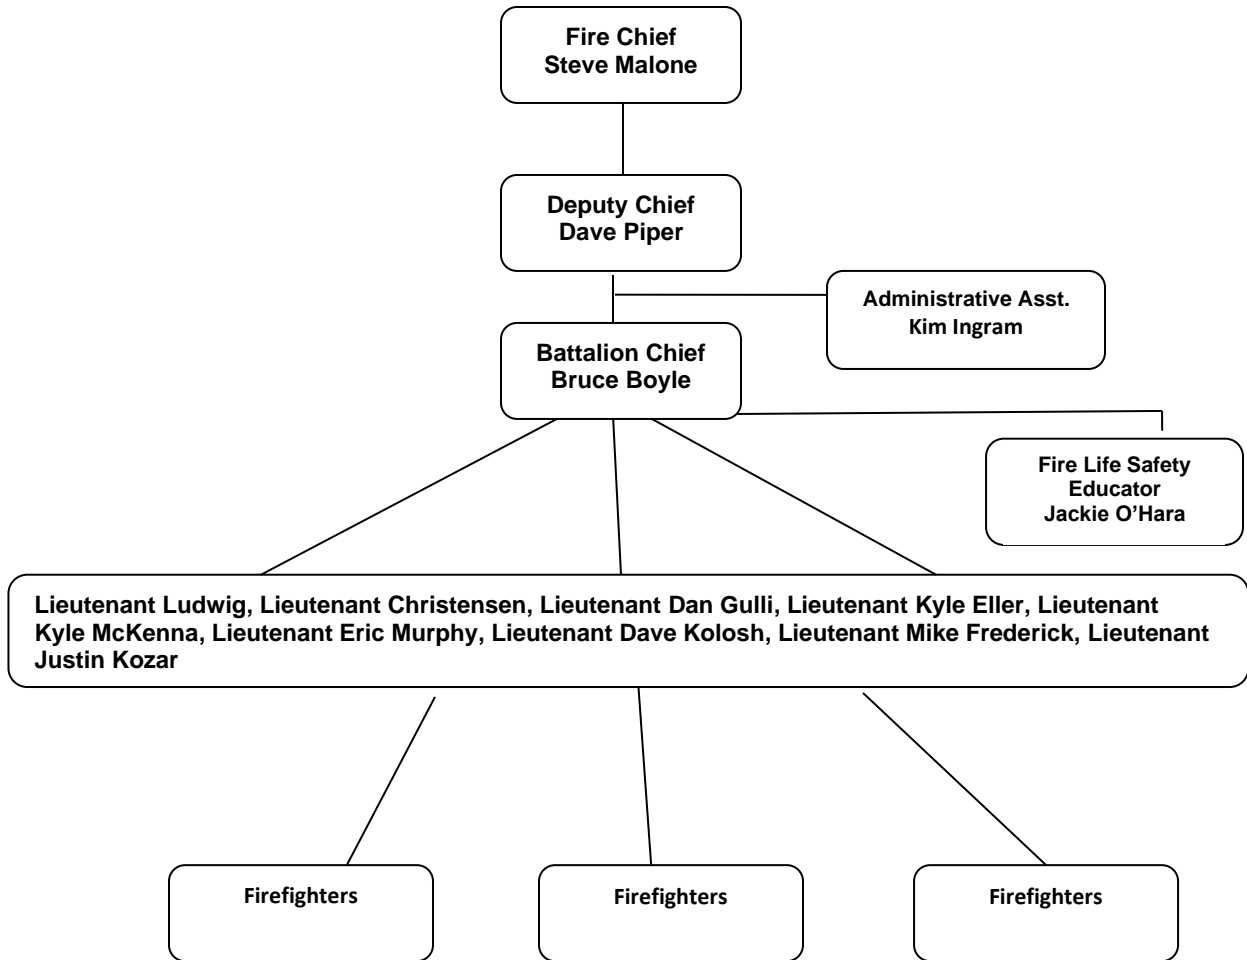 Fire Chief
Steve Malone
Deputy Chief
Dave Piper
Administrative Asst.
Kim Ingram
Battalion Chief
Bruce Boyle
Fire Life Safety
Educator
Jackie O’Hara
Lieutenant Ludwig, Lieutenant Christensen, Lieutenant Dan Gulli, Lieutenant Kyle Eller, Lieutenant
Kyle McKenna, Lieutenant Eric Murphy, Lieutenant Dave Kolosh, Lieutenant Mike Frederick, Lieutenant
Justin Kozar
Firefighters
Firefighters
Firefighters